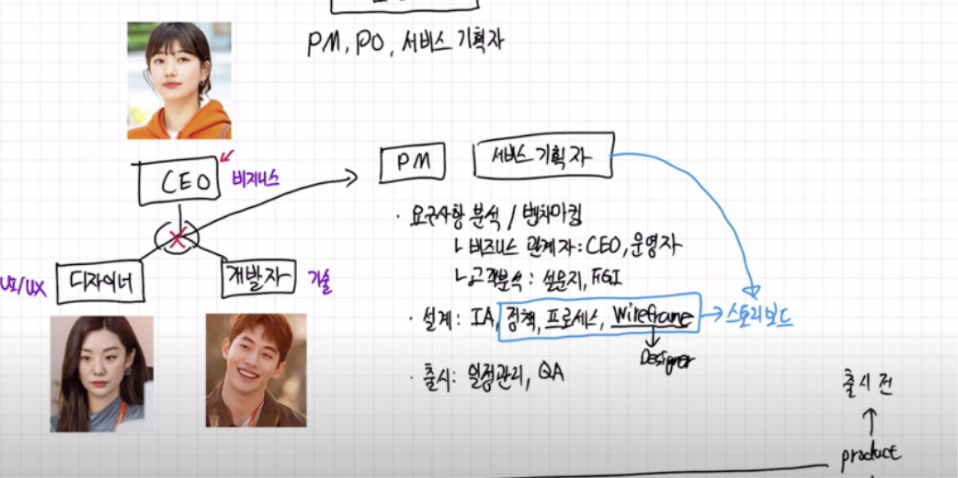 PM, PO, 서비스 기획자
CEO
비지니스
PM
서비스 기획자
· 요구사항 분석 / 벤치마킹
ㄴ 비즈니스 관계자 : CEO, 운영자
ㄴ 고객분석 : 설문지, FGI
UI/UX
디자이너
개발자
기술
· 설계 : IA, 정책, 프로세스, Wireframe
스토리보드
Designer
· 출시 : 일정관리, QA
출시 전
product